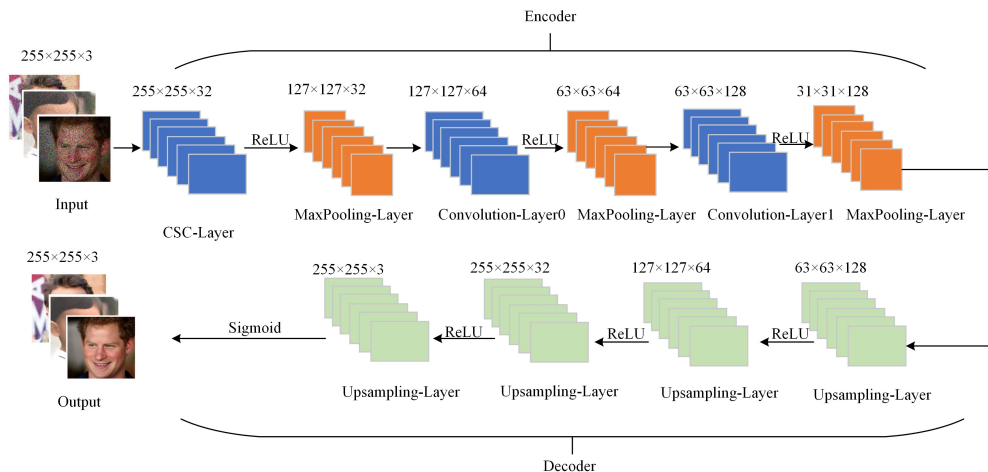 Encoder
255×255×3
255×255×32
127×127×32
127×127×64
63×63×64
63×63×128
31×31×128
ReLU
ReLU
ReLU
Input
CSC-Layer
MaxPooling-Layer
Convolution-Layer0
MaxPooling-Layer
Convolution-Layer1
MaxPooling-Layer
255×255×3
255×255×3
255×255×32
127×127×64
63×63×128
Sigmoid
ReLU
ReLU
ReLU
Output
Upsampling-Layer
Upsampling-Layer
Upsampling-Layer
Upsampling-Layer
Decoder